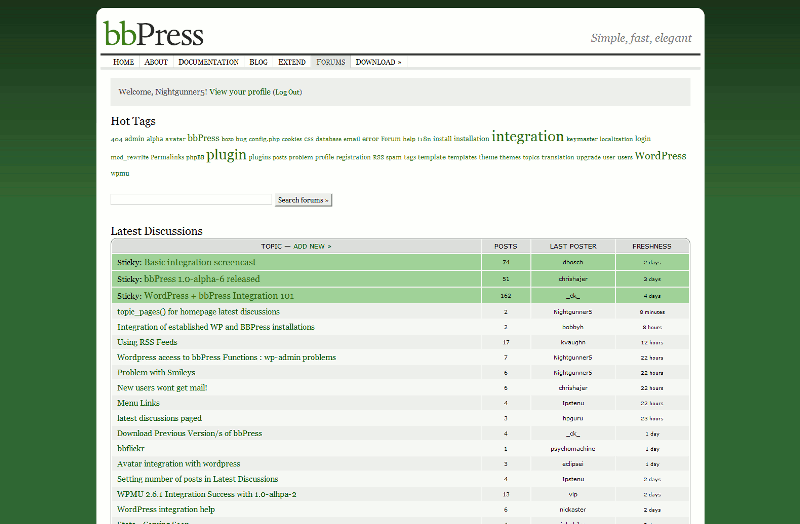 bbPress
Simple, fast, elegant
HOME ABOUT DOCUMENTATION BLOG EXTEND FORUMS DOWNLOAD »
Welcome, Nightgunner5! View your profile (Log Out)
Hot Tags
404 admin alpha avatar bbPress bozo bug config.php cookies css database email error Forum help i18n install installation integration keymaster localization login
mod_rewrite Permalinks phpBB plugin plugins posts problem profile registration RSS spam tags template templates theme themes topics translation upgrade user users WordPress
wpmu
Search forums »
Latest Discussions
TOPIC — ADD NEW » POSTS LAST POSTER FRESHNESS
Sticky: Basic integration screencast 74 dbosch 2 days
Sticky: bbPress 1.0-alpha-6 released 51 chrishajer 3 days
Sticky: WordPress + bbPress Integration 101 162 _ck_ 4 days
topic_pages() for homepage latest discussions 2 Nightgunner5 8 minutes
Integration of established WP and BBPress installations 2 bobbyh 8 hours
Using RSS Feeds 17 kvaughn 12 hours
Wordpress access to bbPress Functions : wp-admin problems 7 Nightgunner5 22 hours
Problem with Smileys 6 Nightgunner5 22 hours
New users wont get mail! 6 chrishajer 22 hours
Menu Links 4 Ipstenu 22 hours
latest discussions paged 3 hpguru 23 hours
Download Previous Version/s of bbPress 4 _ck_ 1 day
bbflickr 1 psychomachine 1 day
Avatar integration with wordpress 3 eclipsei 1 day
Setting number of posts in Latest Discussions 4 Ipstenu 2 days
WPMU 2.6.1 Integration Success with 1.0-alhpa-2 13 vip 2 days
WordPress integration help 6 nickaster 2 days